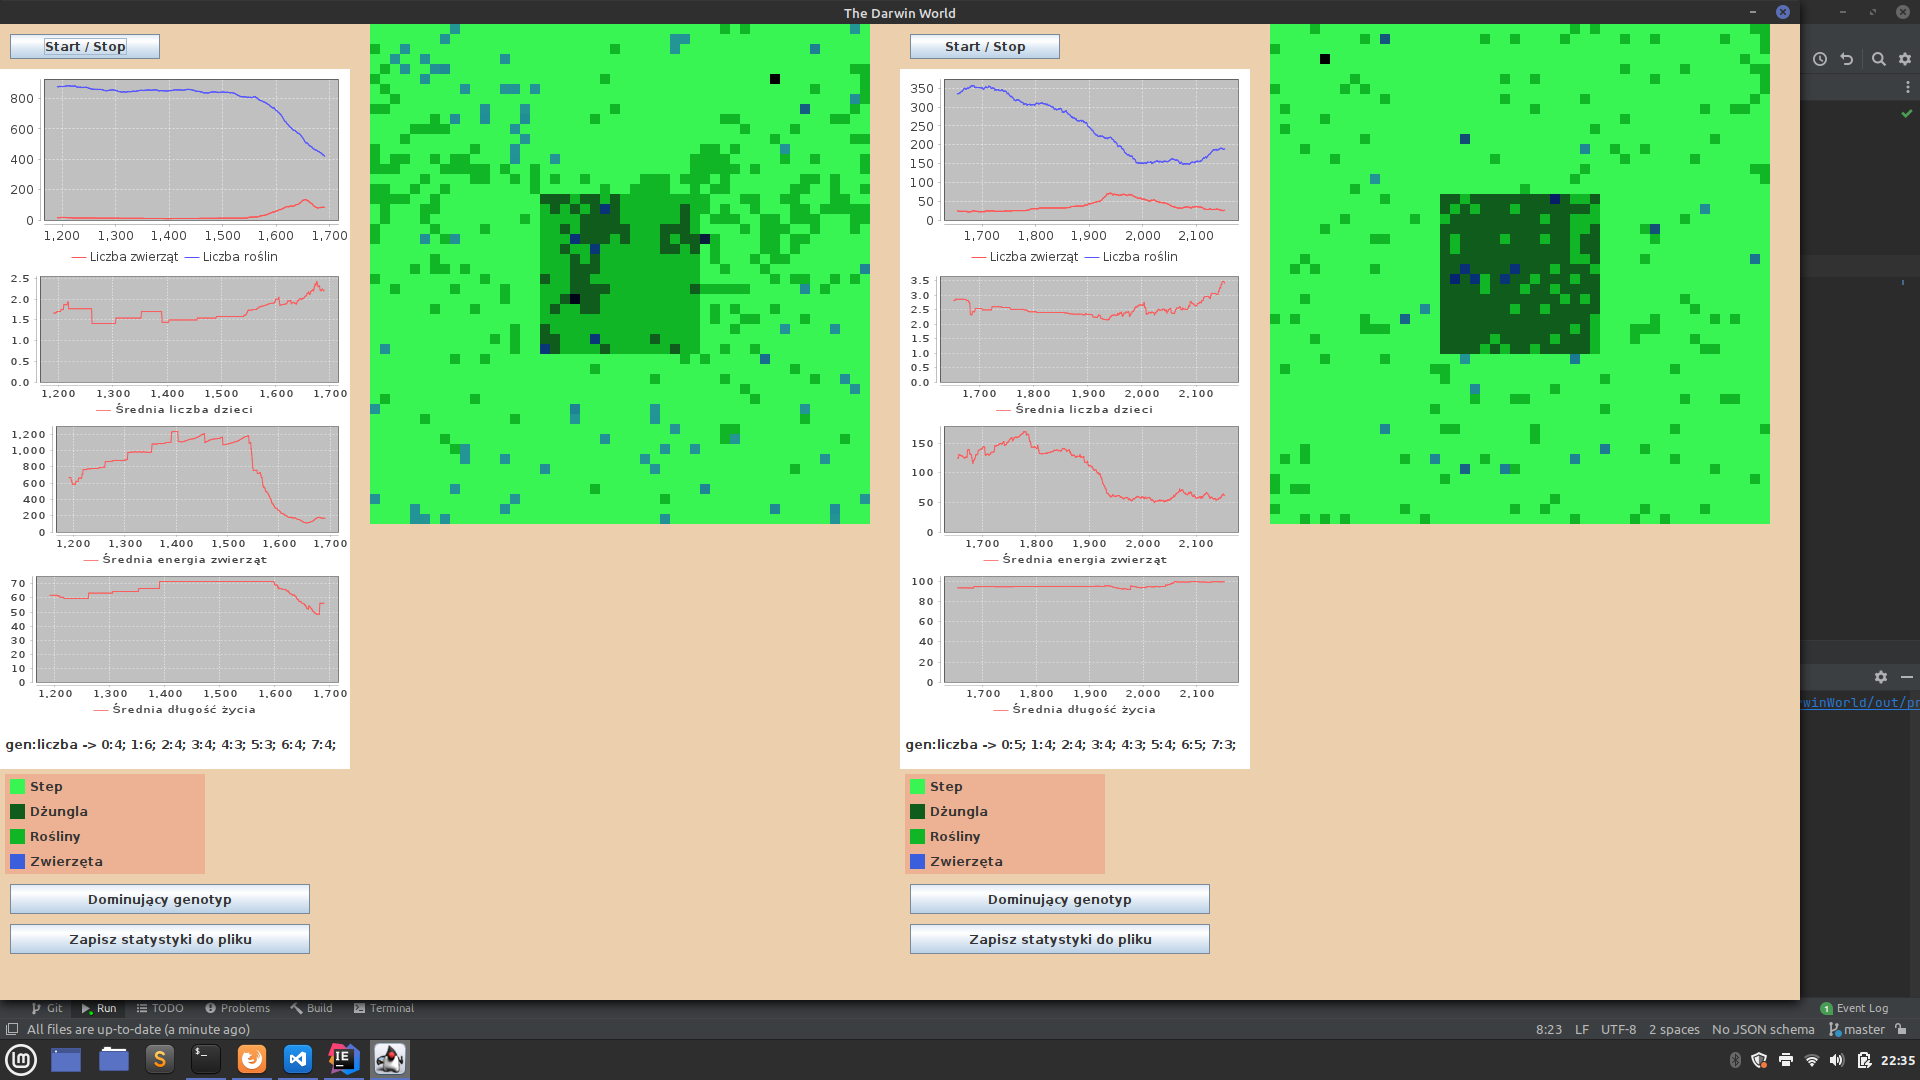 The Darwin World
Start / Stop
800
600
400
200
0
1,200 1,300 1,400 1,500 1,600 1,700
Liczba zwierząt Liczba roślin
2.5
2.0
1.5
1.0
0.5
0.0
1,200 1,300 1,400 1,500 1,600 1,700
Średnia liczba dzieci
1,200
1,000
800
600
400
200
0
1,200 1,300 1,400 1,500 1,600 1,700
Średnia energia zwierząt
70
60
50
40
30
20
10
0
1,200 1,300 1,400 1,500 1,600 1,700
Średnia długość życia
gen:liczba -> 0:4; 1:6; 2:4; 3:4; 4:3; 5:3; 6:4; 7:4;
Step
Dżungla
Rośliny
Zwierzęta
Dominujący genotyp
Zapisz statystyki do pliku
Start / Stop
350
300
250
200
150
100
50
0
1,700 1,800 1,900 2,000 2,100
Liczba zwierząt Liczba roślin
3.5
3.0
2.5
2.0
1.5
1.0
0.5
0.0
1,700 1,800 1,900 2,000 2,100
Średnia liczba dzieci
150
100
50
0
1,700 1,800 1,900 2,000 2,100
Średnia energia zwierząt
100
80
60
40
20
0
1,700 1,800 1,900 2,000 2,100
Średnia długość życia
gen:liczba -> 0:5; 1:4; 2:4; 3:4; 4:3; 5:4; 6:5; 7:3;
Step
Dżungla
Rośliny
Zwierzęta
Dominujący genotyp
Zapisz statystyki do pliku
winWorld/out/pr
Git Run TODO Problems Build Terminal 1 Event Log
All files are up-to-date (a minute ago) 8:23 LF UTF-8 2 spaces No JSON schema master
lm S $_ IE 22:35